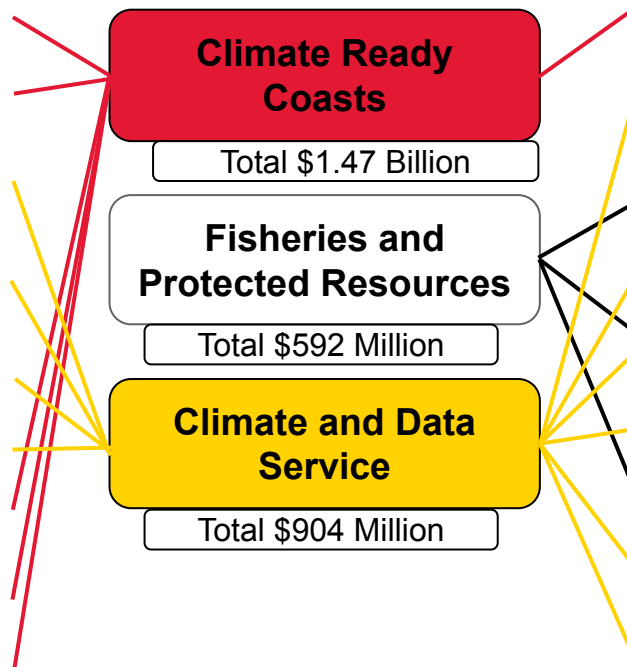 Climate Ready
Coasts
Total $1.47 Billion
Fisheries and
Protected Resources
Total $592 Million
Climate and Data
Service
Total $904 Million